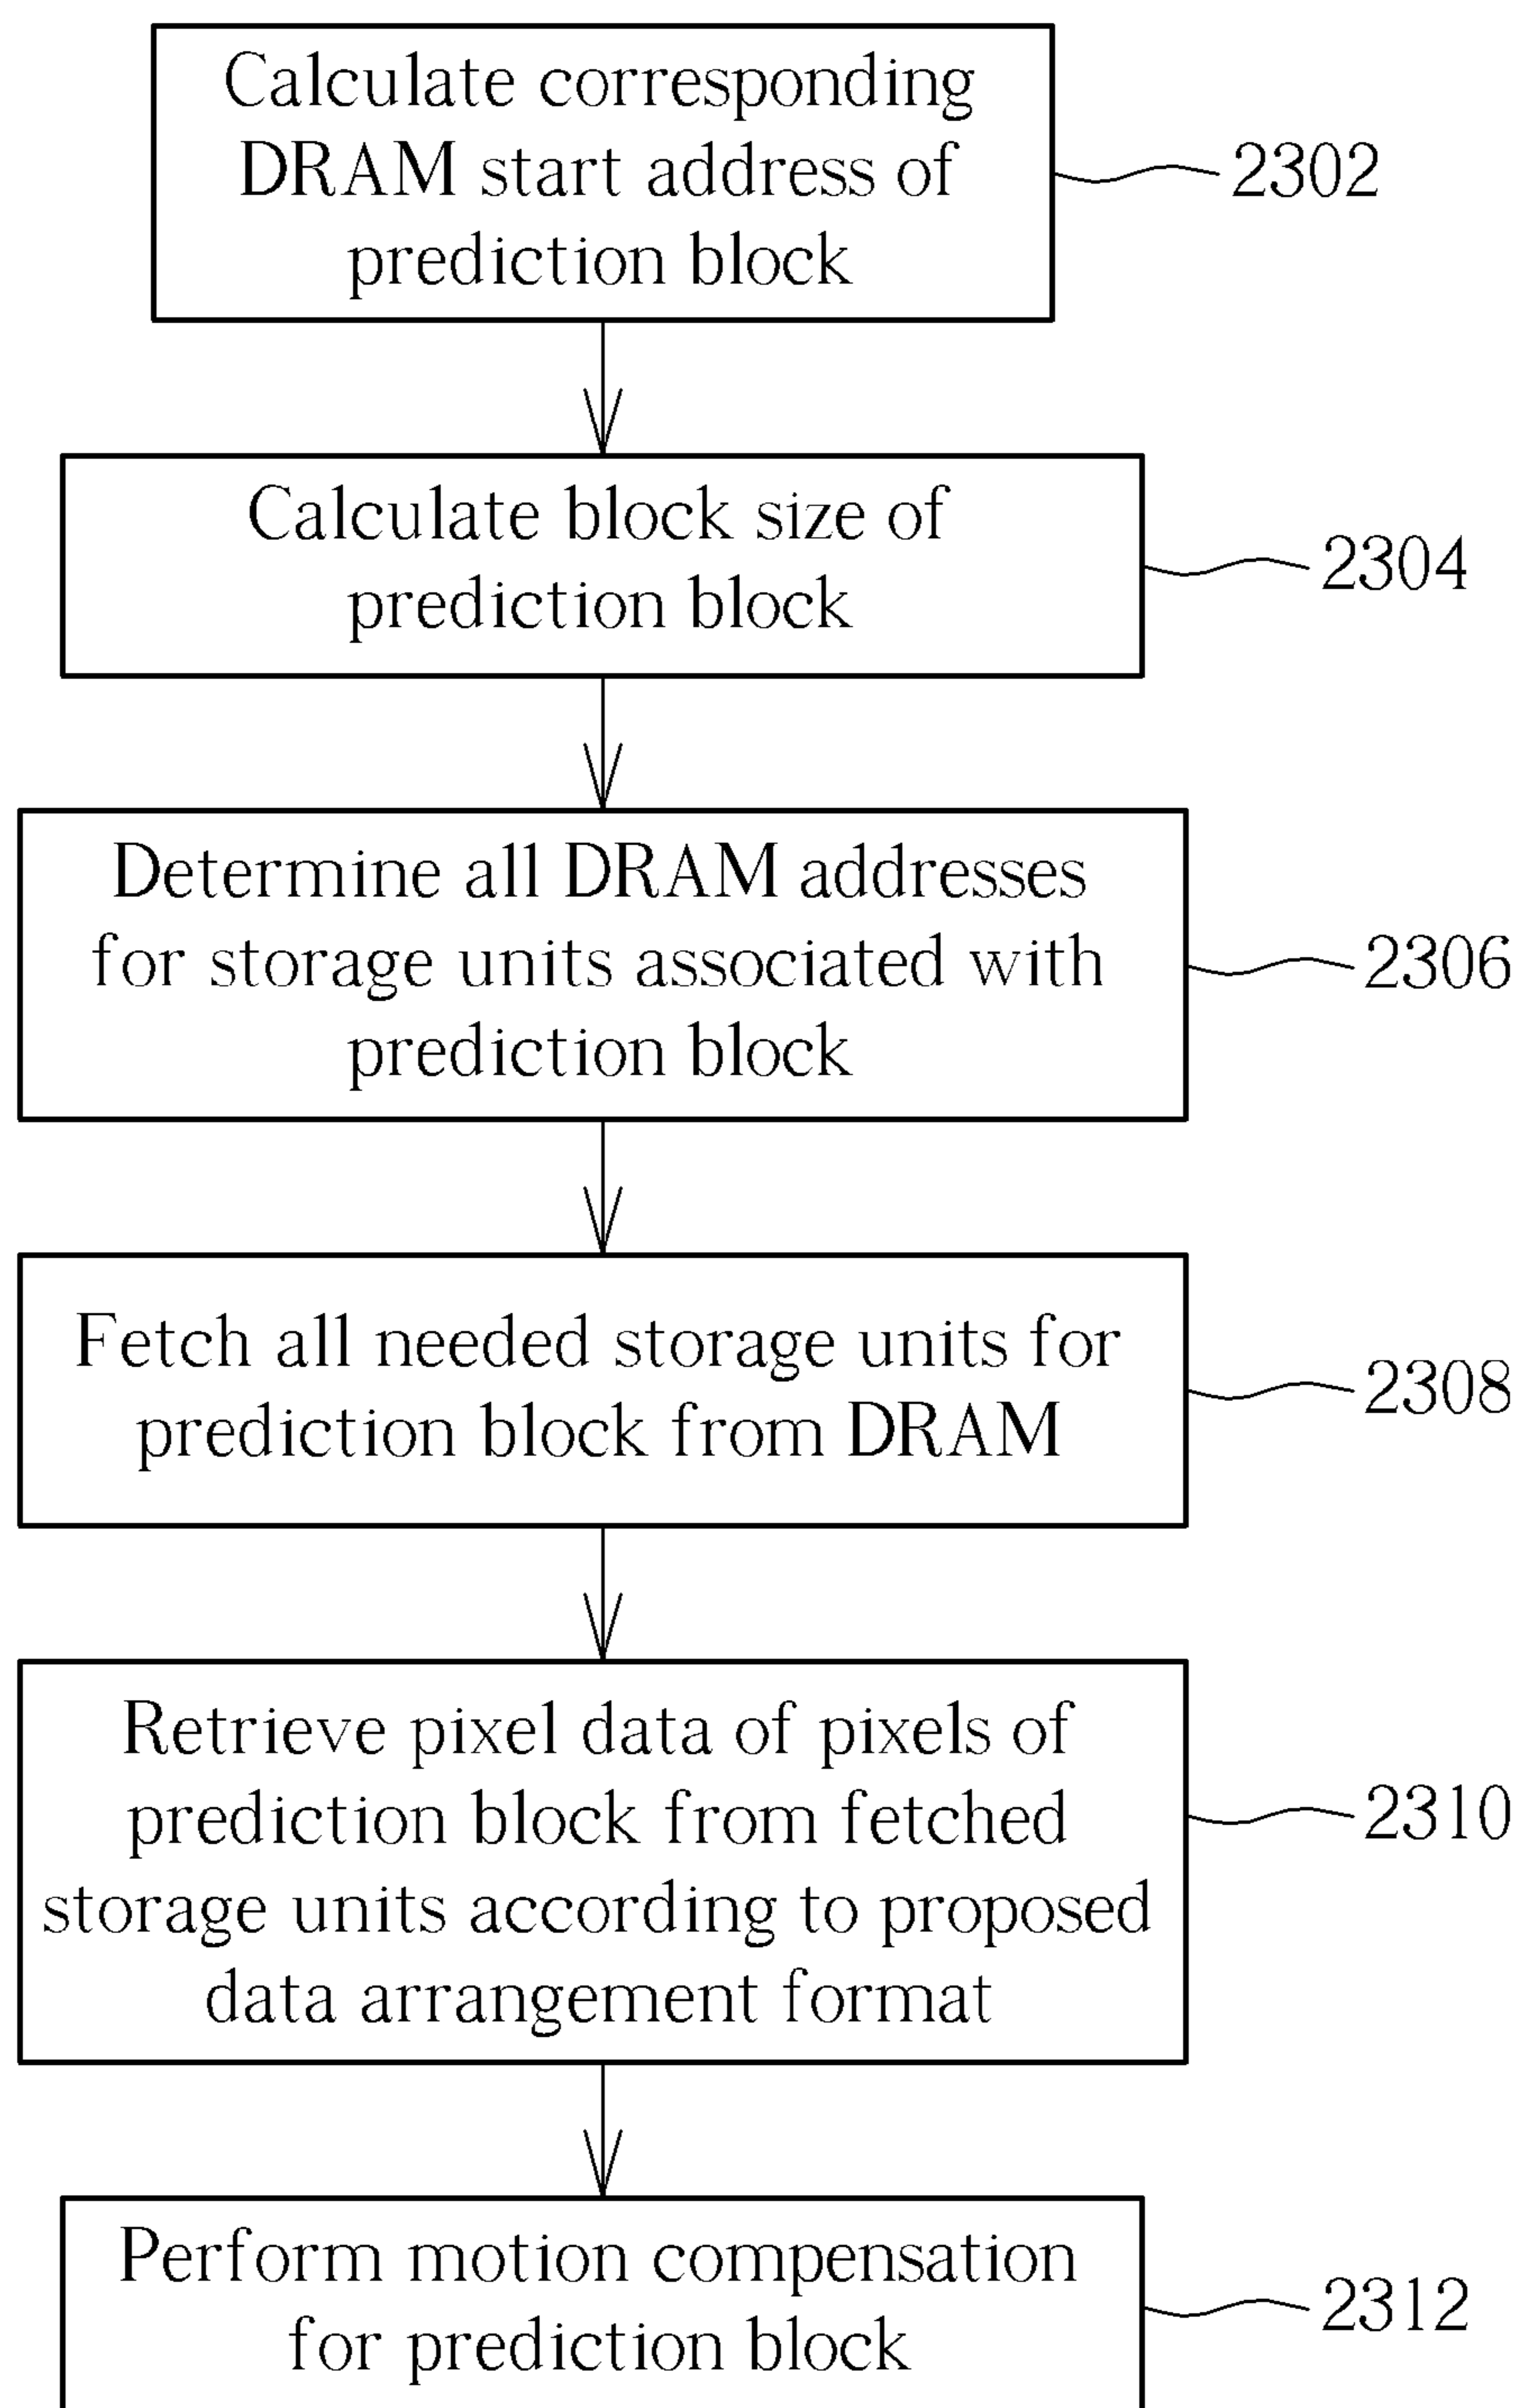 Calculate corresponding
DRAM start address of
prediction block
2302
Calculate block size of
prediction block
2304
Determine all DRAM addresses
for storage units associated with
prediction block
2306
Fetch all needed storage units for
prediction block from DRAM
2308
Retrieve pixel data of pixels of
prediction block from fetched
storage units according to proposed
data arrangement format
2310
Perform motion compensation
for prediction block
2312